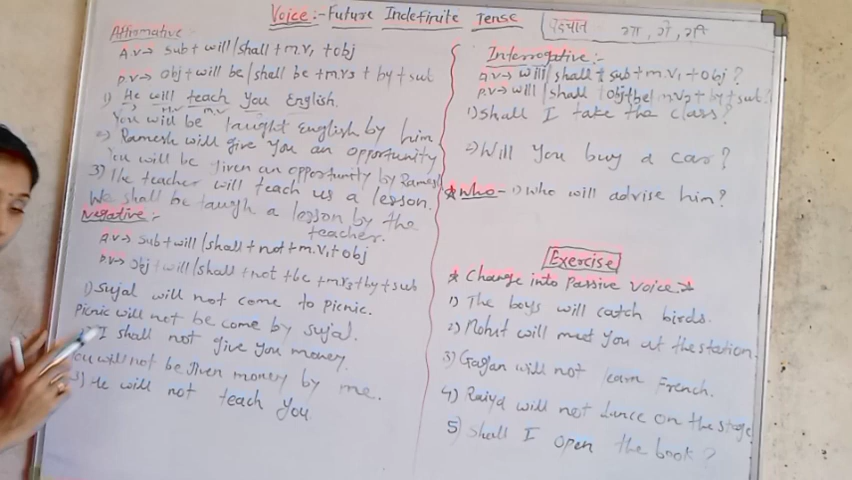 Voice:- Future Indefinite Tense
पहचान गा, गे, गी
Affirmative
A.V→ Sub + will/shall + m.v₁ + obj
P.V→ Obj + will be/shall be + m.v₃ + by + sub
1) He will teach you English.
You will be taught English by him
2) Ramesh will give you an opportunity
You will be given an opportunity by Ramesh
3) The teacher will teach us a lesson.
We shall be taugh a lesson by the
teacher.
Negative:-
A.V→ Sub + will/shall + not + m.v₁ + obj
P.V→ Obj + will/shall + not + be + m.v₃ + by + sub
1) Sujal will not come to picnic.
Picnic will not be come by sujal.
I shall not give you money.
You will not be given money by me.
3) He will not teach you
Interrogative:-
A.V→ will/shall + sub + m.v₁ + obj?
P.V→ will/shall + obj + be + m.v₃ + by + sub?
1) Shall I take the class?
2) Will you buy a car?
* Who- 1) Who will advise him?
Exercise
* Change into Passive voice.*
1) The boys will catch birds.
2) Mohit will meet you at the station.
3) Gagan will not learn French.
4) will not dance on the stage
5) Shall I open the book?